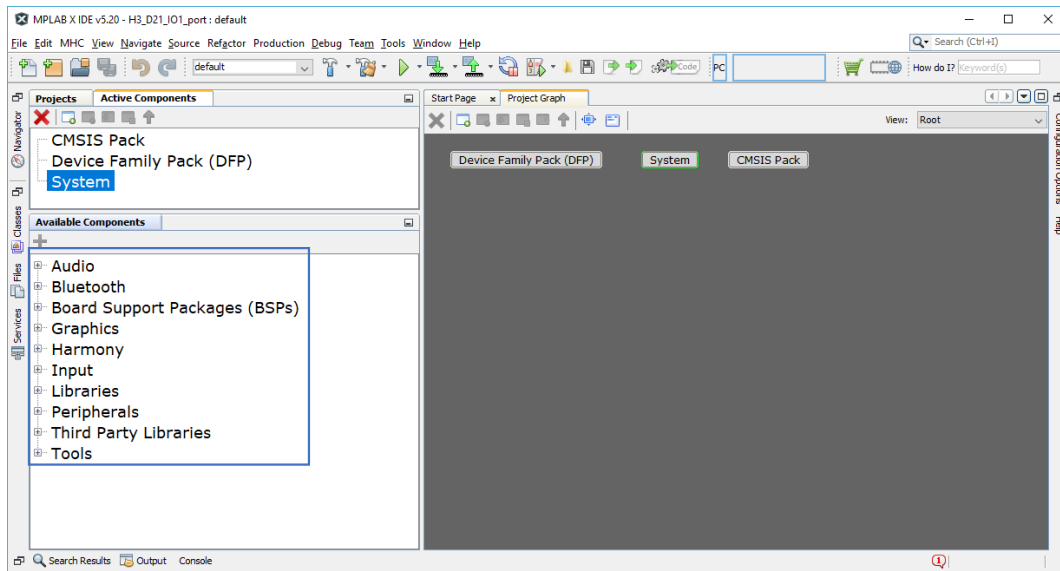 MPLAB X IDE v5.20 - H3_D21_IO1_port : default
File Edit MHC View Navigate Source Refactor Production Debug Team Tools Window Help
Search (Ctrl+I)
default
Code
PC
How do I? Keyword(s)
Projects
Active Components
Start Page
Project Graph
View: Root
CMSIS Pack
Device Family Pack (DFP)
System
Device Family Pack (DFP)
System
CMSIS Pack
Available Components
Audio
Bluetooth
Board Support Packages (BSPs)
Graphics
Harmony
Input
Libraries
Peripherals
Third Party Libraries
Tools
Navigator
Classes
Files
Services
Configuration Options
Help
Search Results
Output
Console
1